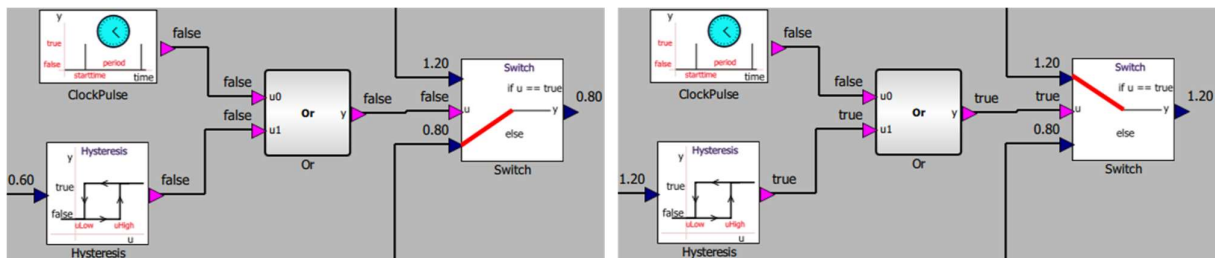 y
true
false
period
starttime
time
ClockPulse
false
false
false
u0
u1
Or
y
Or
false
false
1.20
0.80
Switch
if u == true
u
y
else
Switch
0.80
0.60
y
Hysteresis
true
false
uLow
uHigh
u
Hysteresis
false
y
true
false
period
starttime
time
ClockPulse
false
false
true
u0
u1
Or
y
Or
true
true
1.20
0.80
Switch
if u == true
u
y
else
Switch
1.20
1.20
y
Hysteresis
true
false
uLow
uHigh
u
Hysteresis
true